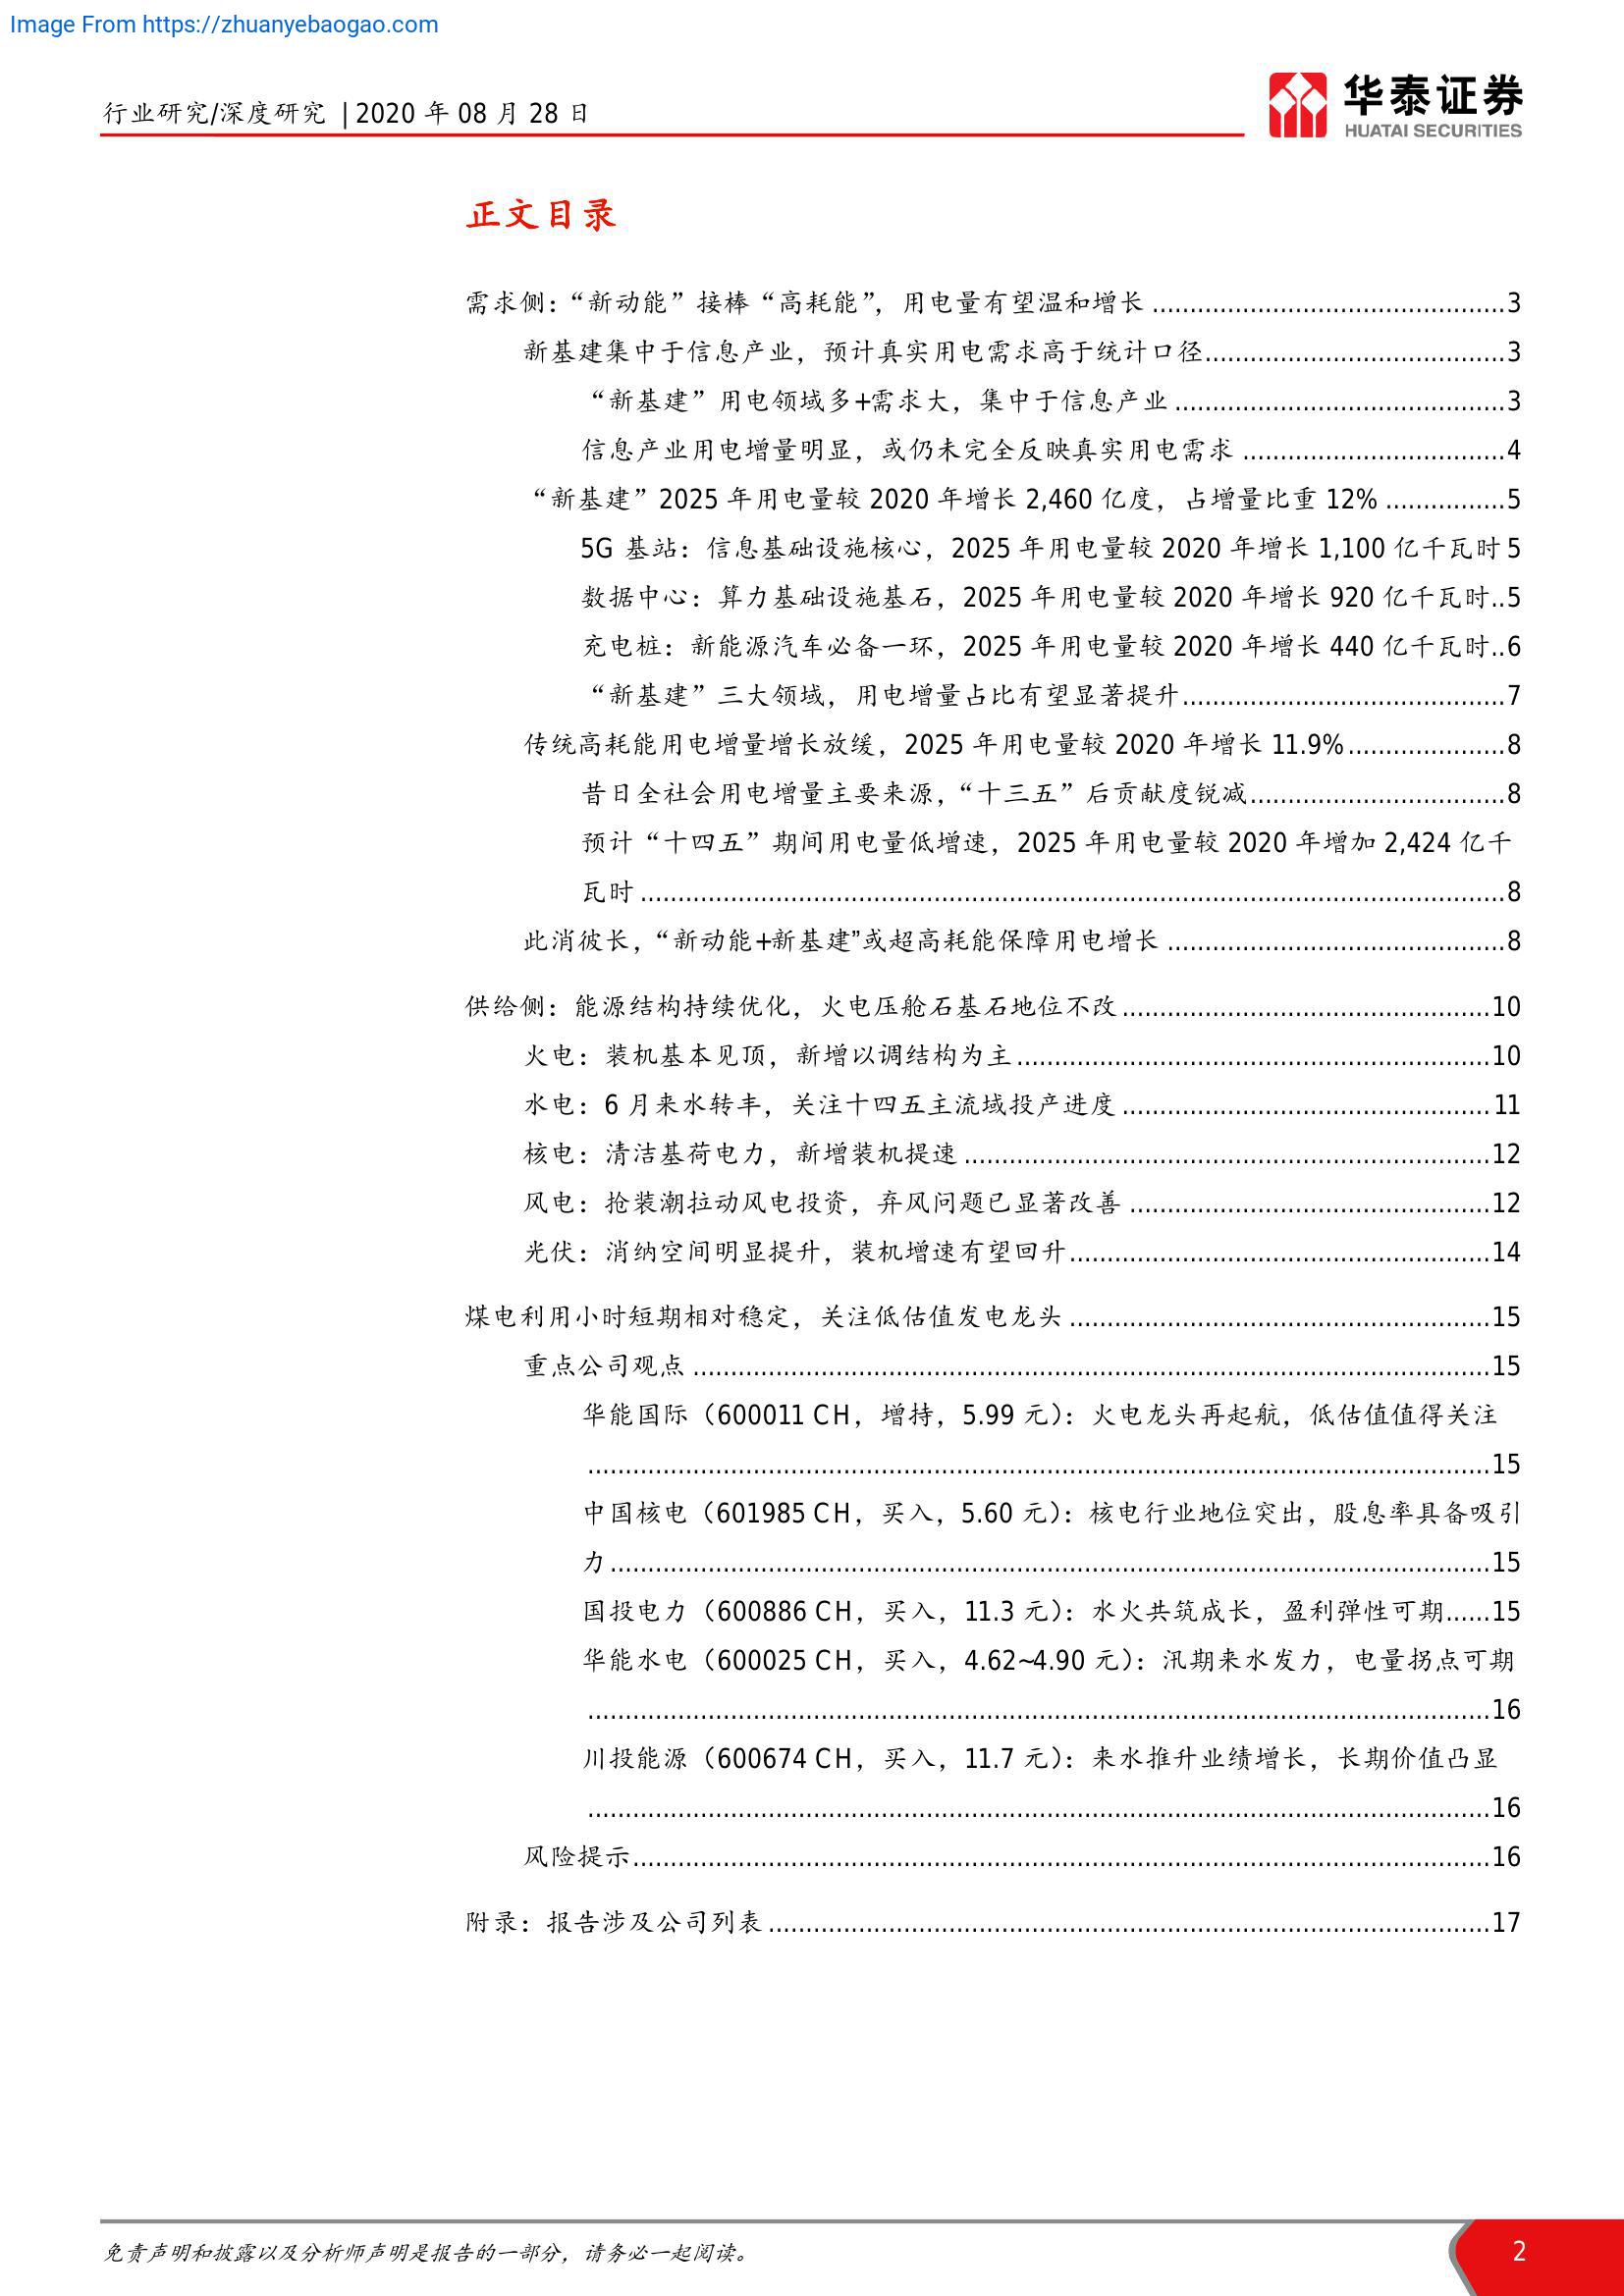 Image From https://zhuanyebaogao.com
行业研究/深度研究 | 2020 年 08 月 28 日
华泰证券
HUATAI SECURITIES
正文目录
需求侧：“新动能”接棒“高耗能”，用电量有望温和增长 ................................................3
新基建集中于信息产业，预计真实用电需求高于统计口径.........................................3
“新基建”用电领域多+需求大，集中于信息产业 .............................................3
信息产业用电增量明显，或仍未完全反映真实用电需求 ....................................4
“新基建”2025 年用电量较 2020 年增长 2,460 亿度，占增量比重 12% ................5
5G 基站：信息基础设施核心，2025 年用电量较 2020 年增长 1,100 亿千瓦时 5
数据中心：算力基础设施基石，2025 年用电量较 2020 年增长 920 亿千瓦时..5
充电桩：新能源汽车必备一环，2025 年用电量较 2020 年增长 440 亿千瓦时..6
“新基建”三大领域，用电增量占比有望显著提升............................................7
传统高耗能用电增量增长放缓，2025 年用电量较 2020 年增长 11.9%.....................8
昔日全社会用电增量主要来源，“十三五”后贡献度锐减...................................8
预计“十四五”期间用电量低增速，2025 年用电量较 2020 年增加 2,424 亿千
瓦时 .....................................................................................................................8
此消彼长，“新动能+新基建”或超高耗能保障用电增长 ..............................................8
供给侧：能源结构持续优化，火电压舱石基石地位不改 ..................................................10
火电：装机基本见顶，新增以调结构为主................................................................10
水电：6 月来水转丰，关注十四五主流域投产进度 ..................................................11
核电：清洁基荷电力，新增装机提速 .......................................................................12
风电：抢装潮拉动风电投资，弃风问题已显著改善 .................................................12
光伏：消纳空间明显提升，装机增速有望回升.........................................................14
煤电利用小时短期相对稳定，关注低估值发电龙头 .........................................................15
重点公司观点 ............................................................................................................15
华能国际（600011 CH，增持，5.99 元）：火电龙头再起航，低估值值得关注
...........................................................................................................................15
中国核电（601985 CH，买入，5.60 元）：核电行业地位突出，股息率具备吸引
力 ........................................................................................................................15
国投电力（600886 CH，买入，11.3 元）：水火共筑成长，盈利弹性可期......15
华能水电（600025 CH，买入，4.62~4.90 元）：汛期来水发力，电量拐点可期
...........................................................................................................................16
川投能源（600674 CH，买入，11.7 元）：来水推升业绩增长，长期价值凸显
...........................................................................................................................16
风险提示.....................................................................................................................16
附录：报告涉及公司列表 ..................................................................................................17
免责声明和披露以及分析师声明是报告的一部分，请务必一起阅读。
2